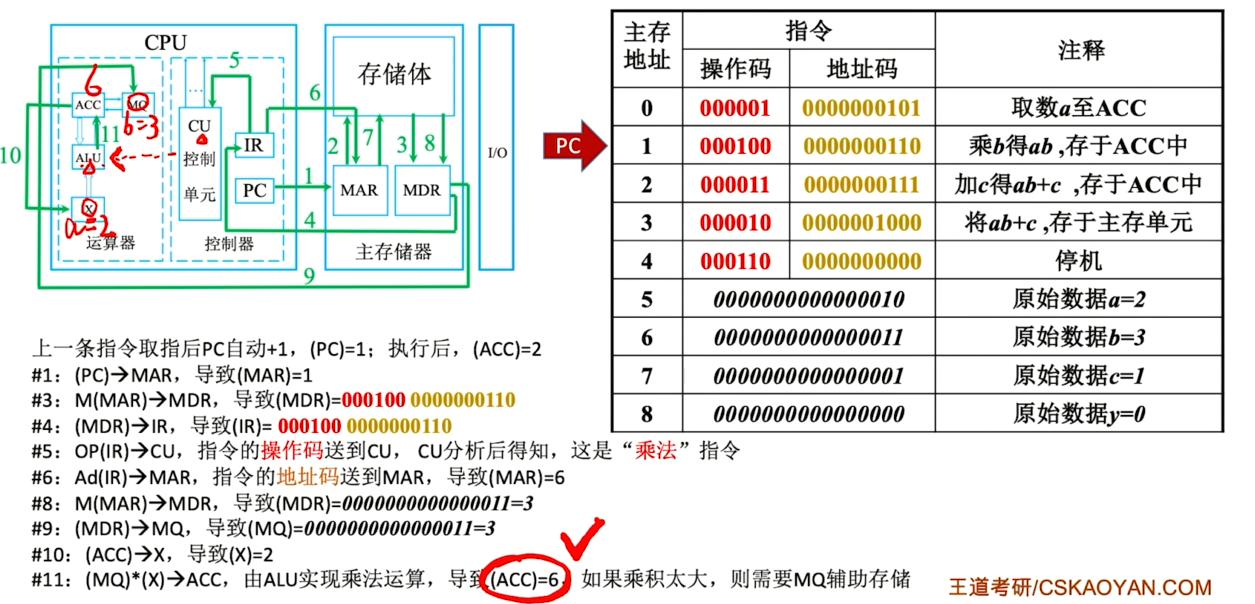 CPU
5
6
ACC
MQ
6
b=3
11
10
ALU
X
a=2
运算器
CU
控制
单元
IR
PC
控制器
1
4
9
存储体
2
7
3
8
MAR
MDR
主存储器
I/O
PC
主存地址 指令 注释
操作码 地址码
0 000001 0000000101 取数a至ACC
1 000100 0000000110 乘b得ab ,存于ACC中
2 000011 0000000111 加c得ab+c ,存于ACC中
3 000010 0000001000 将ab+c ,存于主存单元
4 000110 0000000000 停机
5 0000000000000010 原始数据a=2
6 0000000000000011 原始数据b=3
7 0000000000000001 原始数据c=1
8 0000000000000000 原始数据y=0
上一条指令取指后PC自动+1，(PC)=1；执行后，(ACC)=2
#1：(PC)→MAR，导致(MAR)=1
#3：M(MAR)→MDR，导致(MDR)=000100 0000000110
#4：(MDR)→IR，导致(IR)= 000100 0000000110
#5：OP(IR)→CU，指令的操作码送到CU， CU分析后得知，这是“乘法”指令
#6：Ad(IR)→MAR，指令的地址码送到MAR，导致(MAR)=6
#8：M(MAR)→MDR，导致(MDR)=0000000000000011=3
#9：(MDR)→MQ，导致(MQ)=0000000000000011=3
#10：(ACC)→X，导致(X)=2
#11：(MQ)*(X)→ACC，由ALU实现乘法运算，导致(ACC)=6，如果乘积太大，则需要MQ辅助存储
王道考研/CSKAOYAN.COM